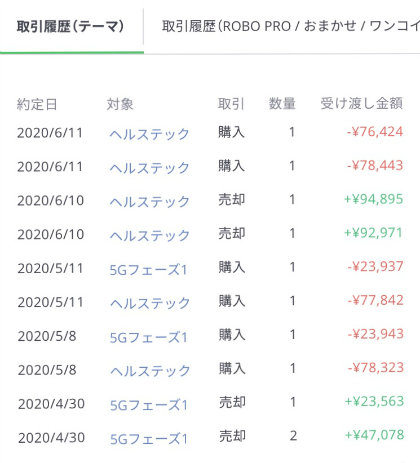 取引履歴(テーマ) 取引履歴(ROBO PRO / おまかせ / ワンコイ
約定日 対象 取引 数量 受け渡し金額
2020/6/11 ヘルステック 購入 1 -¥76,424
2020/6/11 ヘルステック 購入 1 -¥78,443
2020/6/10 ヘルステック 売却 1 +¥94,895
2020/6/10 ヘルステック 売却 1 +¥92,971
2020/5/11 5Gフェーズ1 購入 1 -¥23,937
2020/5/11 ヘルステック 購入 1 -¥77,842
2020/5/8 5Gフェーズ1 購入 1 -¥23,943
2020/5/8 ヘルステック 購入 1 -¥78,323
2020/4/30 5Gフェーズ1 売却 1 +¥23,563
2020/4/30 5Gフェーズ1 売却 2 +¥47,078